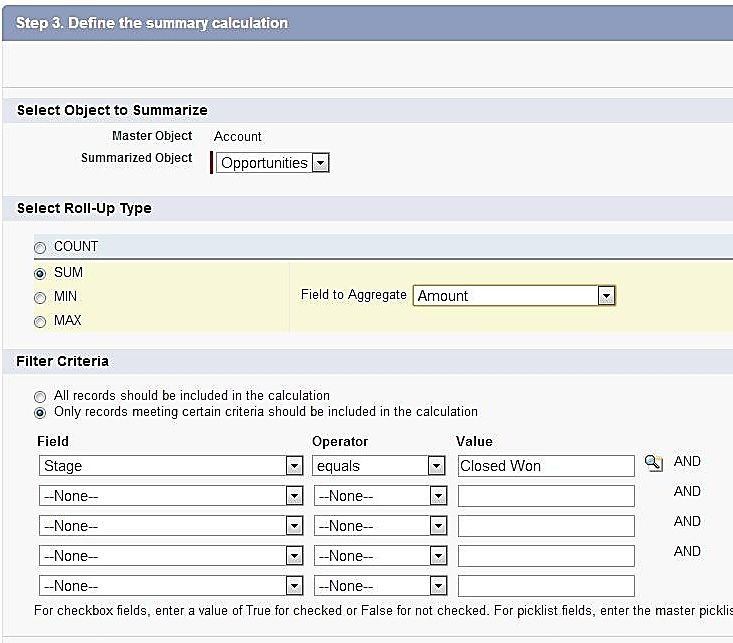 Step 3. Define the summary calculation
Select Object to Summarize
Master Object Account
Summarized Object Opportunities
Select Roll-Up Type
COUNT
SUM
MIN Field to Aggregate Amount
MAX
Filter Criteria
All records should be included in the calculation
Only records meeting certain criteria should be included in the calculation
Field Operator Value
Stage equals Closed Won AND
--None-- --None-- AND
--None-- --None-- AND
--None-- --None-- AND
--None-- --None--
For checkbox fields, enter a value of True for checked or False for not checked. For picklist fields, enter the master picklis